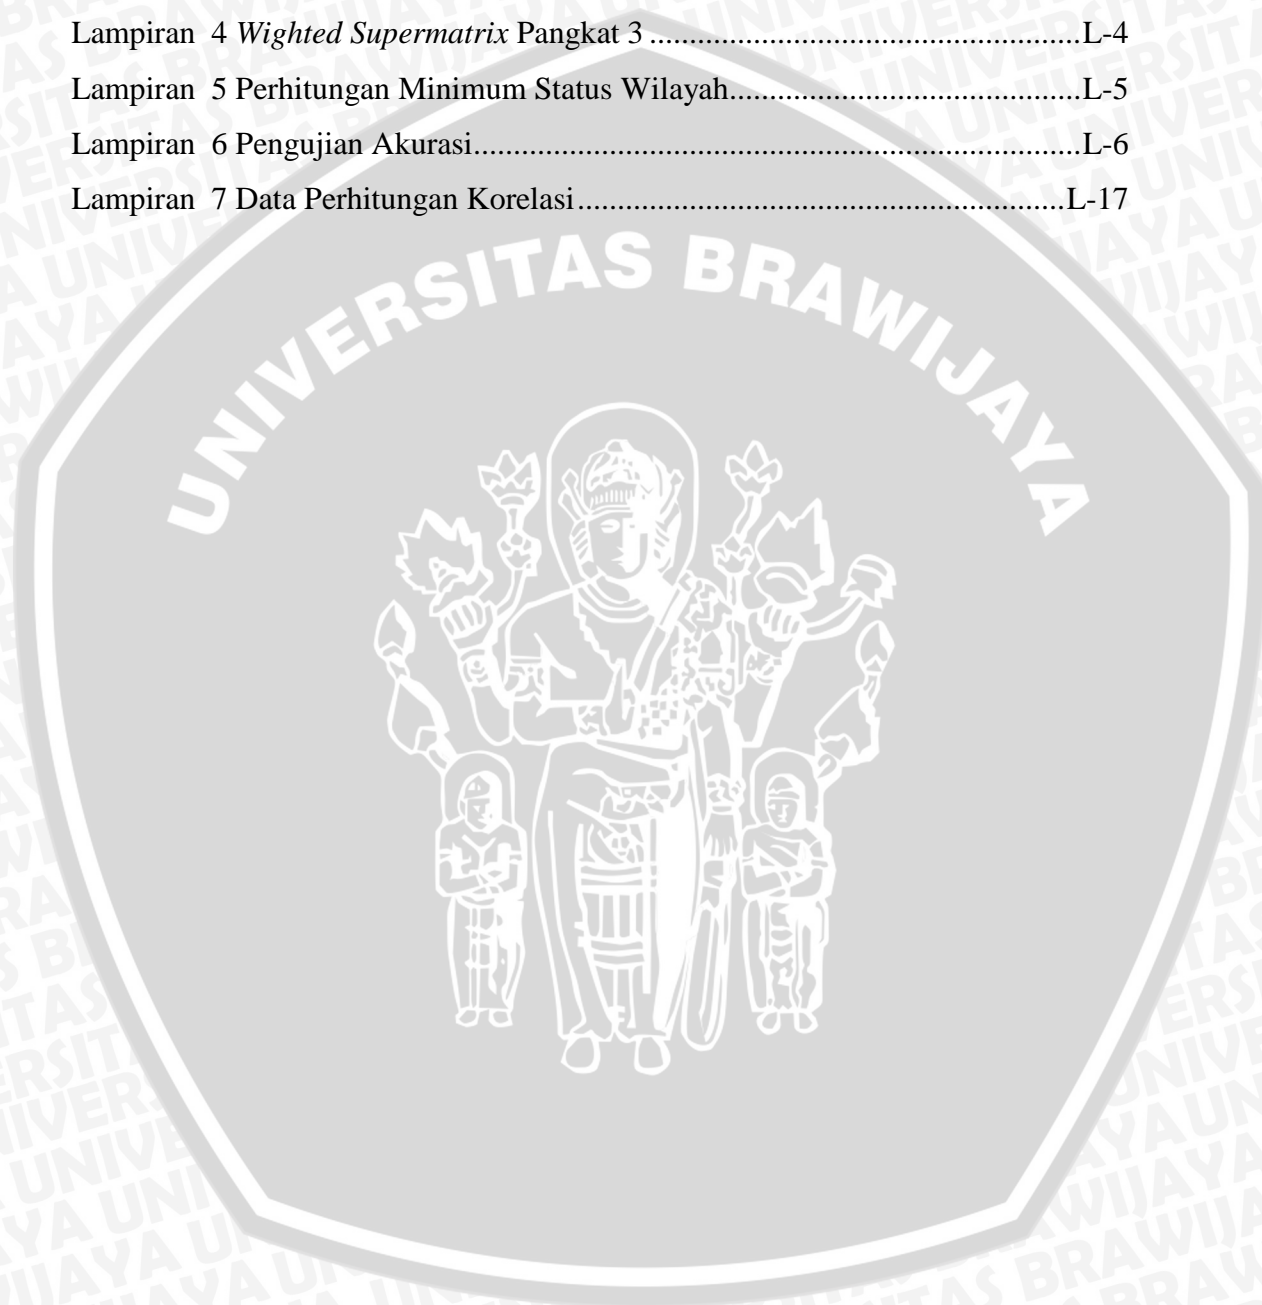 Lampiran 4 Wighted Supermatrix Pangkat 3.....................................................L-4
Lampiran 5 Perhitungan Minimum Status Wilayah...........................................L-5
Lampiran 6 Pengujian Akurasi...........................................................................L-6
Lampiran 7 Data Perhitungan Korelasi............................................................L-17
UNIVERSITAS BRAWIJAYA